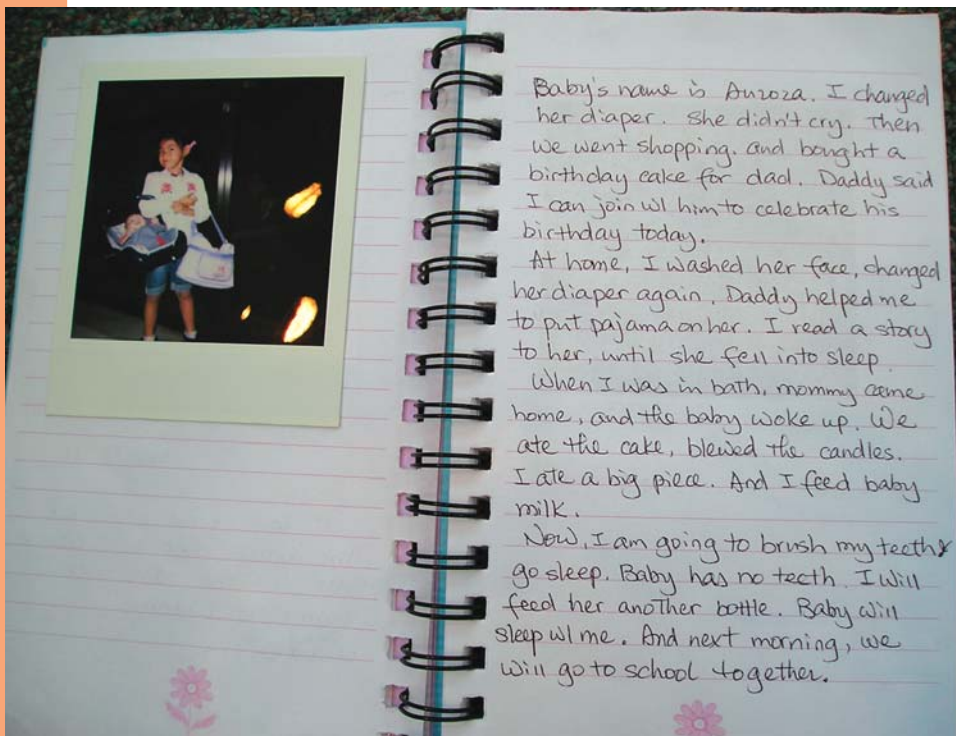 Baby's name is Auroza. I changed
her diaper. She didn't cry. Then
we went shopping. and bought a
birthday cake for dad. Daddy said
I can join w/ him to celebrate his
birthday today.
At home, I washed her face, changed
her diaper again. Daddy helped me
to put pajama on her. I read a story
to her, until she fell into sleep.
When I was in bath, mommy came
home, and the baby woke up. We
ate the cake, blewed the candles.
I ate a big piece. And I feed baby
milk.
Now, I am going to brush my teeth &
go sleep. Baby has no teeth. I will
feed her another bottle. Baby will
sleep w/ me. And next morning, we
will go to school together.